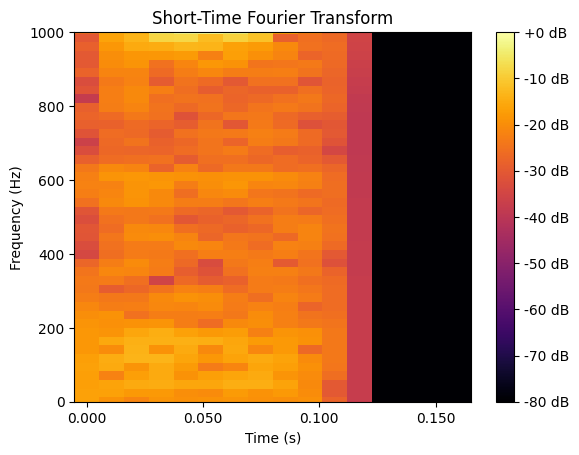 Short-Time Fourier Transform
Frequency (Hz)
1000
800
600
400
200
0
0.000
0.050
0.100
0.150
Time (s)
+0 dB
-10 dB
-20 dB
-30 dB
-40 dB
-50 dB
-60 dB
-70 dB
-80 dB